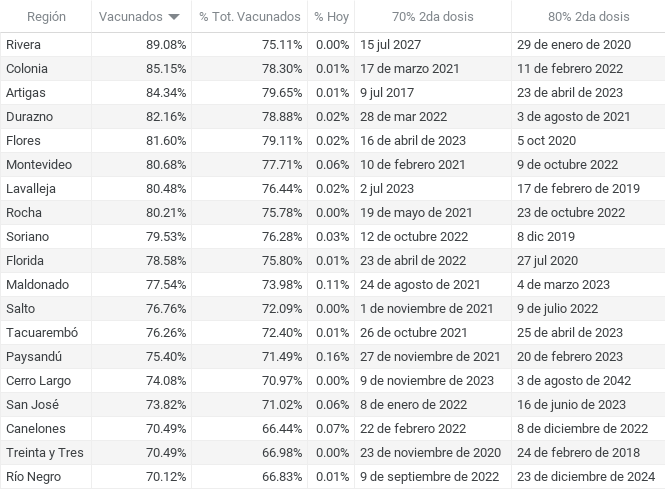 Región Vacunados % Tot. Vacunados % Hoy 70% 2da dosis 80% 2da dosis
Rivera 89.08% 75.11% 0.00% 15 jul 2027 29 de enero de 2020
Colonia 85.15% 78.30% 0.01% 17 de marzo 2021 11 de febrero 2022
Artigas 84.34% 79.65% 0.01% 9 jul 2017 23 de abril de 2023
Durazno 82.16% 78.88% 0.02% 28 de mar 2022 3 de agosto de 2021
Flores 81.60% 79.11% 0.02% 16 de abril de 2023 5 oct 2020
Montevideo 80.68% 77.71% 0.06% 10 de febrero 2021 9 de octubre 2022
Lavalleja 80.48% 76.44% 0.02% 2 jul 2023 17 de febrero de 2019
Rocha 80.21% 75.78% 0.00% 19 de mayo de 2021 23 de octubre 2022
Soriano 79.53% 76.28% 0.03% 12 de octubre 2022 8 dic 2019
Florida 78.58% 75.80% 0.01% 23 de abril de 2022 27 jul 2020
Maldonado 77.54% 73.98% 0.11% 24 de agosto de 2021 4 de marzo 2023
Salto 76.76% 72.09% 0.00% 1 de noviembre de 2021 9 de julio 2022
Tacuarembó 76.26% 72.40% 0.01% 26 de octubre 2021 25 de abril de 2023
Paysandú 75.40% 71.49% 0.16% 27 de noviembre de 2021 20 de febrero 2023
Cerro Largo 74.08% 70.97% 0.00% 9 de noviembre de 2023 3 de agosto de 2042
San José 73.82% 71.02% 0.06% 8 de enero de 2022 16 de junio de 2023
Canelones 70.49% 66.44% 0.07% 22 de febrero 2022 8 de diciembre de 2022
Treinta y Tres 70.49% 66.98% 0.00% 23 de noviembre de 2020 24 de febrero de 2018
Río Negro 70.12% 66.83% 0.01% 9 de septiembre de 2022 23 de diciembre de 2024